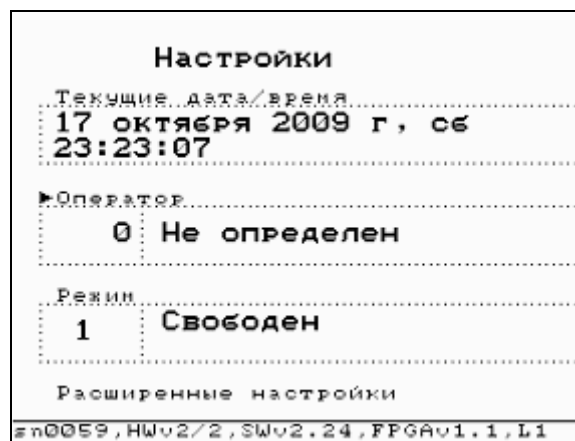 Настройки
Текущие дата/время
17 октября 2009 г, сб
23:23:07
Оператор
0 Не определен
Режим
1 Свободен
Расширенные настройки
sn0059,HWv2/2,SWv2.24,FPGAv1.1,L1